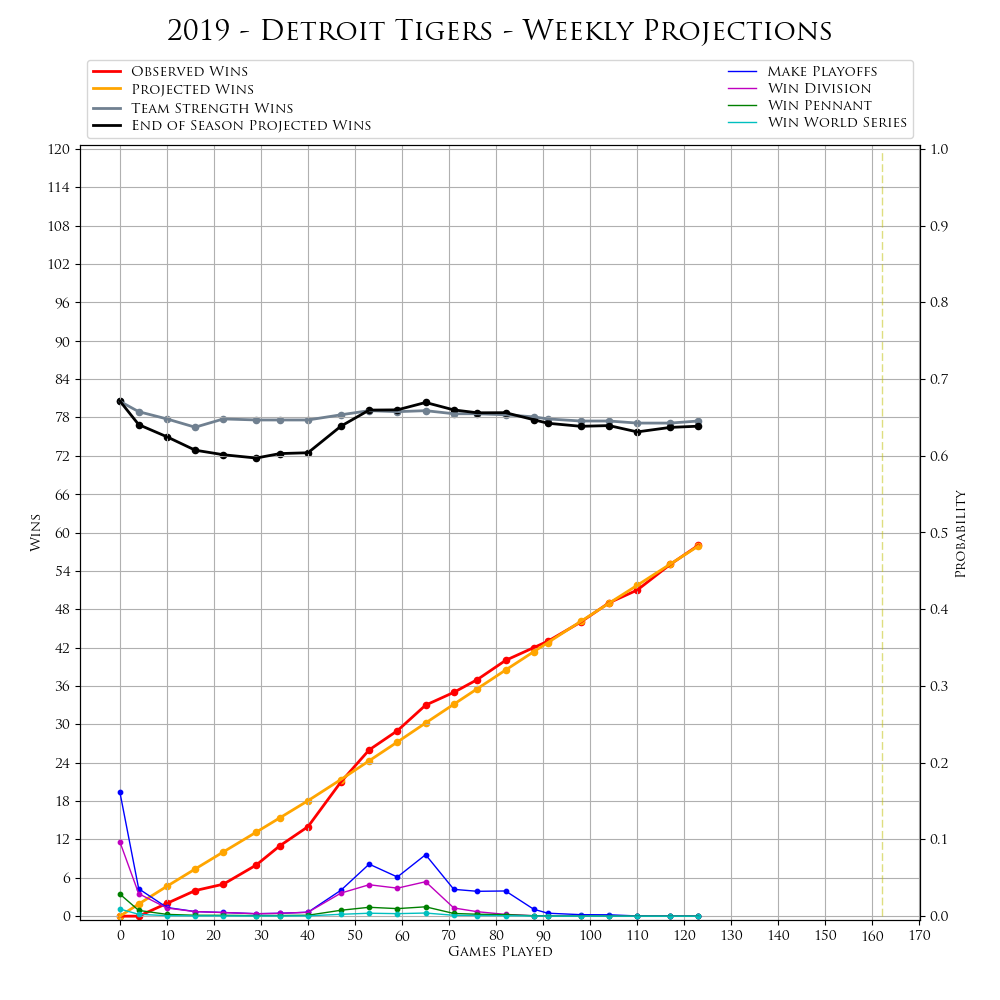 2019 - Detroit Tigers - Weekly Projections
Observed Wins
Projected Wins
Team Strength Wins
End of Season Projected Wins
Make Playoffs
Win Division
Win Pennant
Win World Series
120
114
108
102
96
90
84
78
72
66
60
54
48
42
36
30
24
18
12
6
0
Wins
1.0
0.9
0.8
0.7
0.6
0.5
0.4
0.3
0.2
0.1
0.0
Probability
0 10 20 30 40 50 60 70 80 90 100 110 120 130 140 150 160 170
Games Played